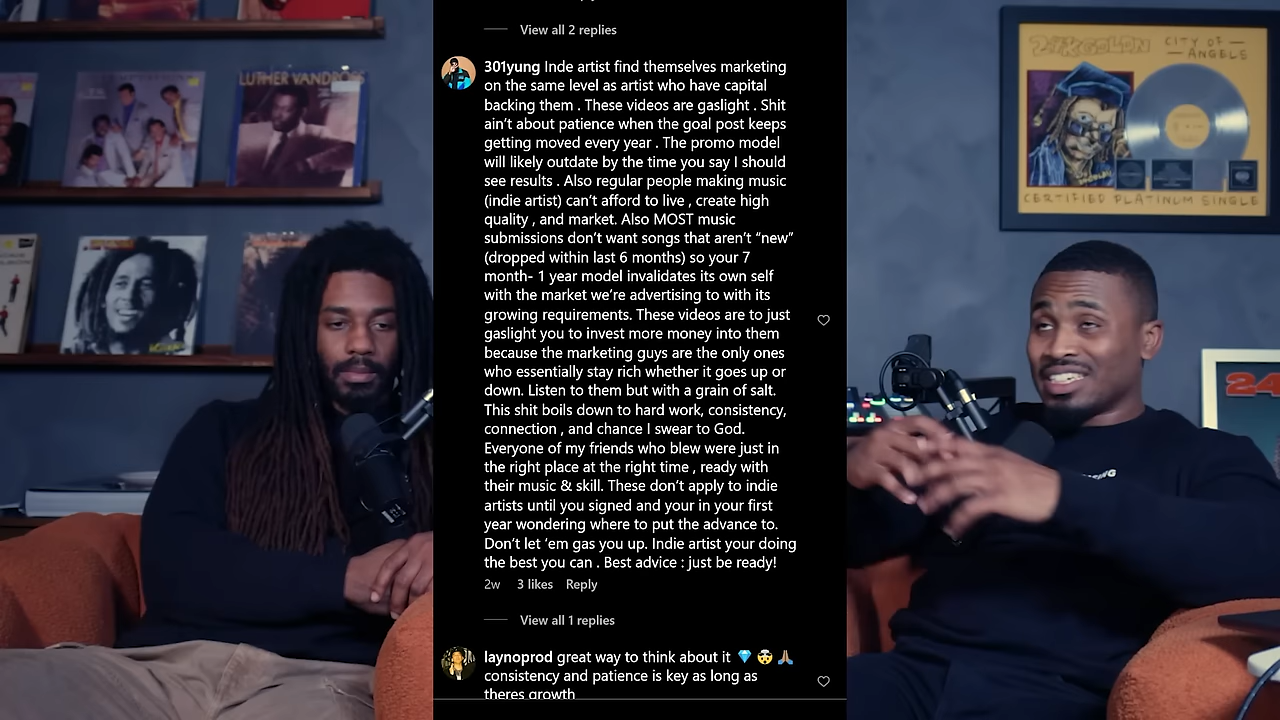 View all 2 replies
301yung Inde artist find themselves marketing
on the same level as artist who have capital
backing them . These videos are gaslight . Shit
ain't about patience when the goal post keeps
getting moved every year . The promo model
will likely outdate by the time you say I should
see results . Also regular people making music
(indie artist) can't afford to live , create high
quality , and market. Also MOST music
submissions don't want songs that aren't “new”
(dropped within last 6 months) so your 7
month- 1 year model invalidates its own self
with the market we're advertising to with its
growing requirements. These videos are to just
gaslight you to invest more money into them
because the marketing guys are the only ones
who essentially stay rich whether it goes up or
down. Listen to them but with a grain of salt.
This shit boils down to hard work, consistency,
connection , and chance I swear to God.
Everyone of my friends who blew were just in
the right place at the right time , ready with
their music & skill. These don't apply to indie
artists until you signed and your in your first
year wondering where to put the advance to.
Don't let 'em gas you up. Indie artist your doing
the best you can . Best advice : just be ready!
2w 3 likes Reply
View all 1 replies
laynoprod great way to think about it 💎 🤯 🙏🏽
consistency and patience is key as long as
theres growth
LUTHER VANDROSS
CITY OF
ANGELS
CERTIFIED PLATINUM SINGLE
24